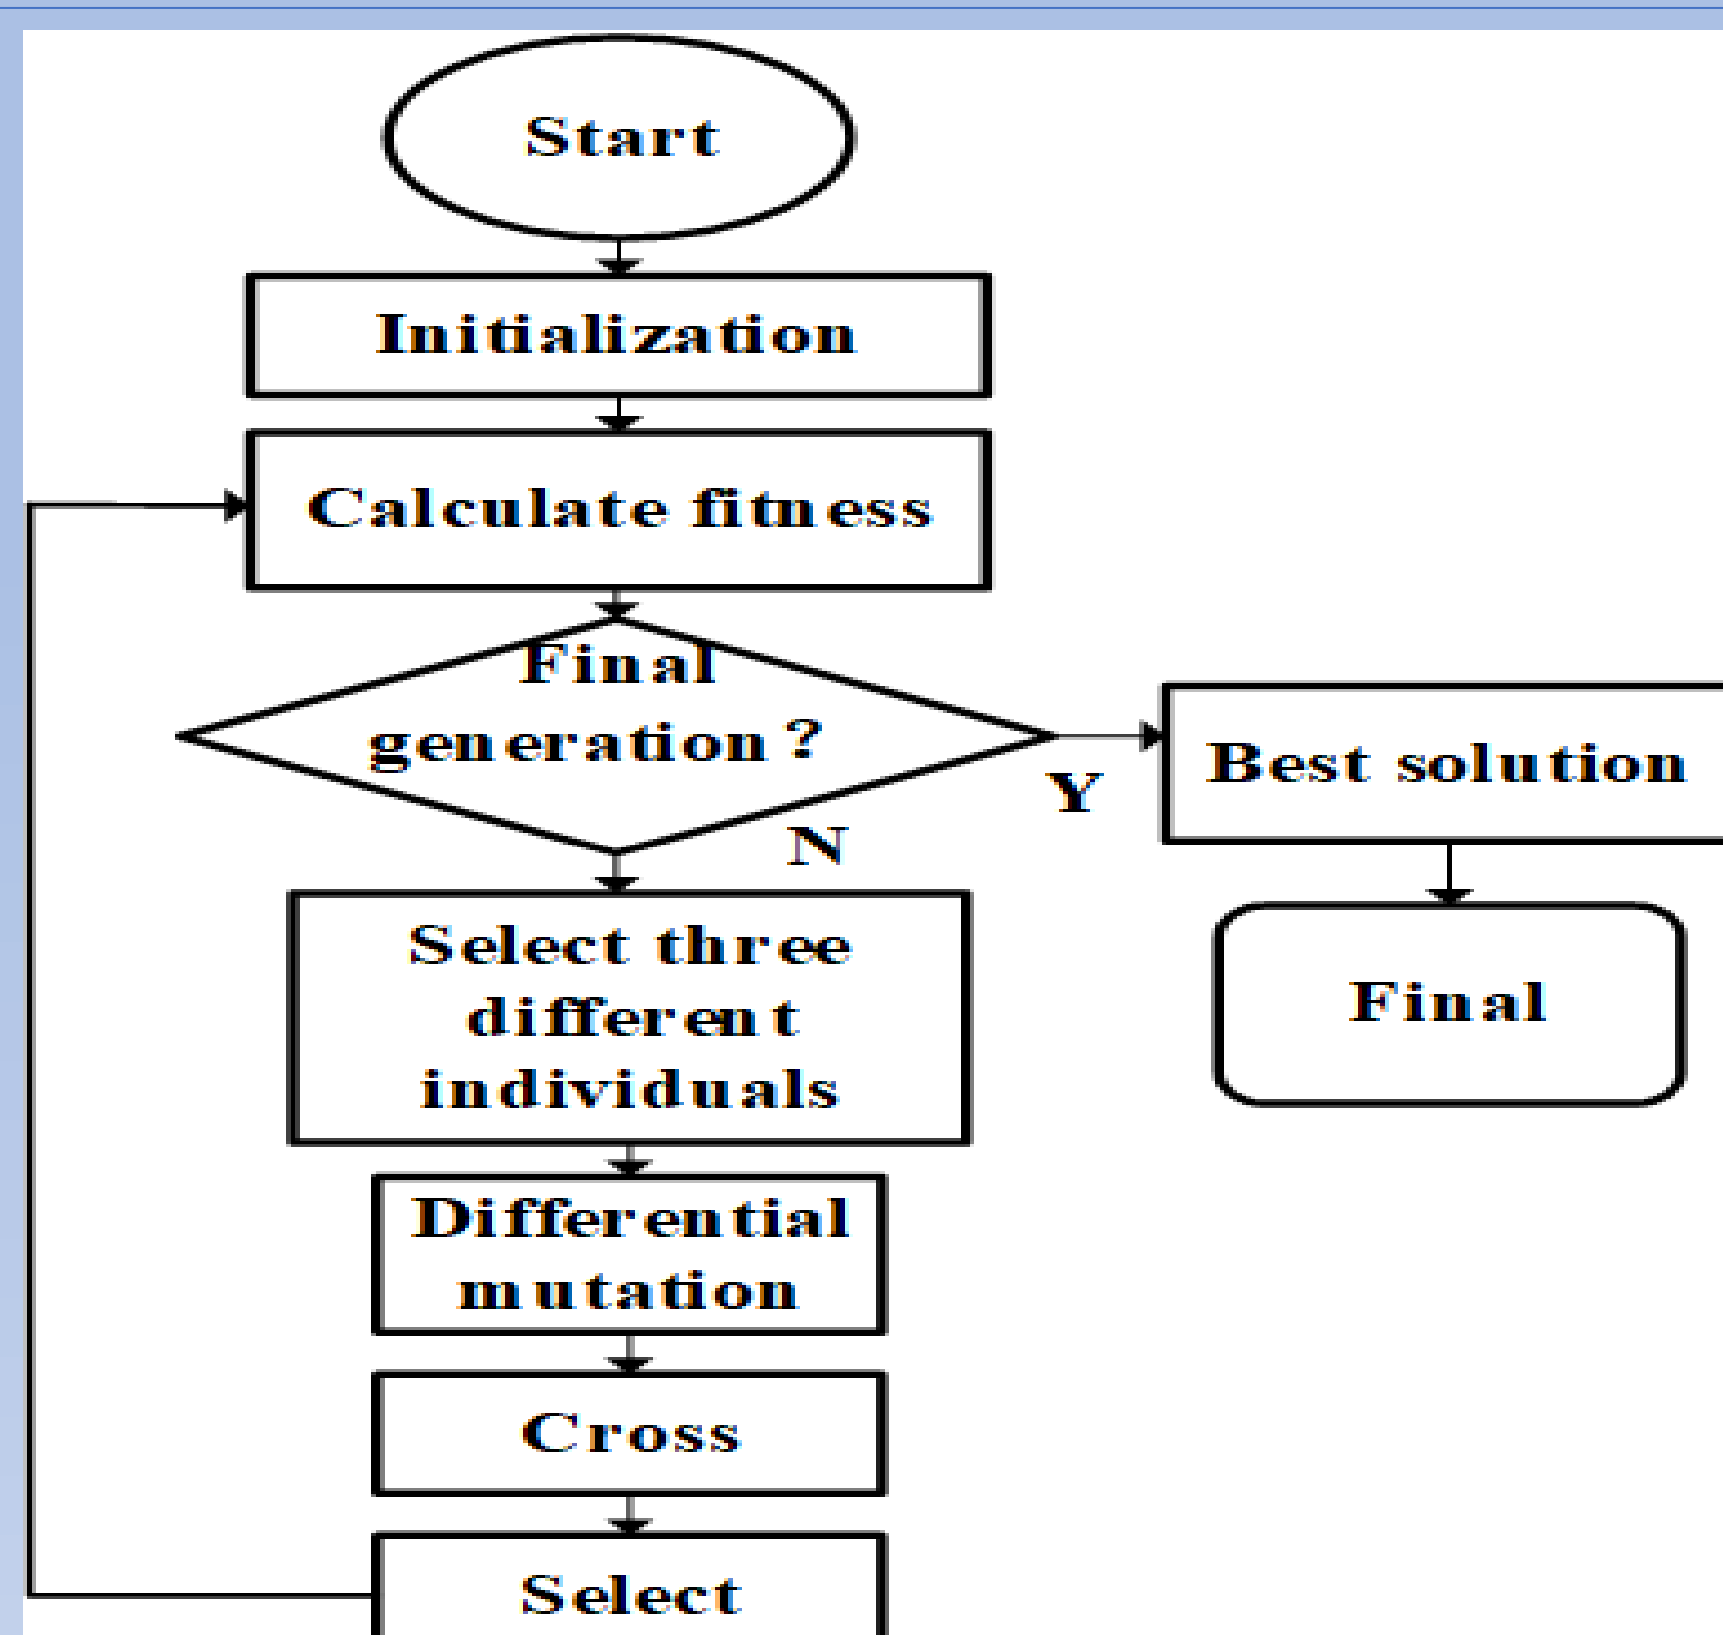 Start
Initialization
Calculate fitness
Final
generation ?
Y
N
Best solution
Final
Select three
different
individuals
Differential
mutation
Cross
Select